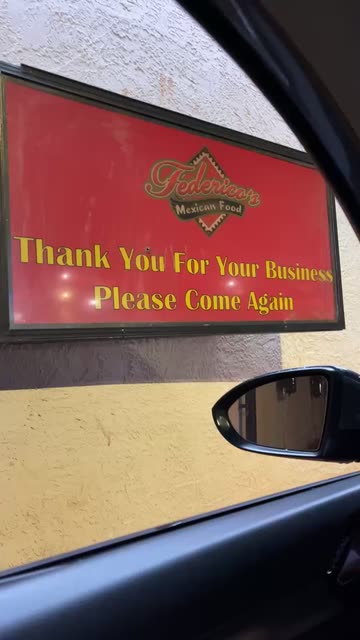 Federico's
Mexican Food
Thank You For Your Business
Please Come Again